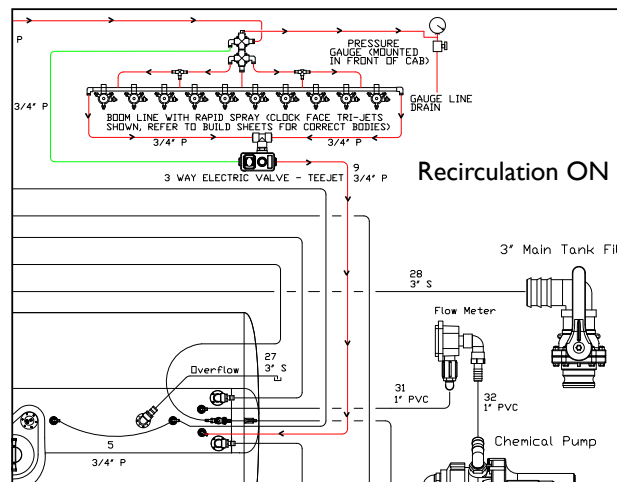 P
PRESSURE
GAUGE (MOUNTED
IN FRONT OF CAB)
3/4" P
GAUGE LINE
DRAIN
BOOM LINE WITH RAPID SPRAY (CLOCK FACE TRI-JETS
SHOWN, REFER TO BUILD SHEETS FOR CORRECT BODIES)
3/4" P
3/4" P
3 WAY ELECTRIC VALVE - TEEJET
9
3/4" P
Recirculation ON
3" Main Tank Fil
28
3" S
Flow Meter
27
3" S
Overflow
31
1" PVC
32
1" PVC
5
3/4" P
Chemical Pump